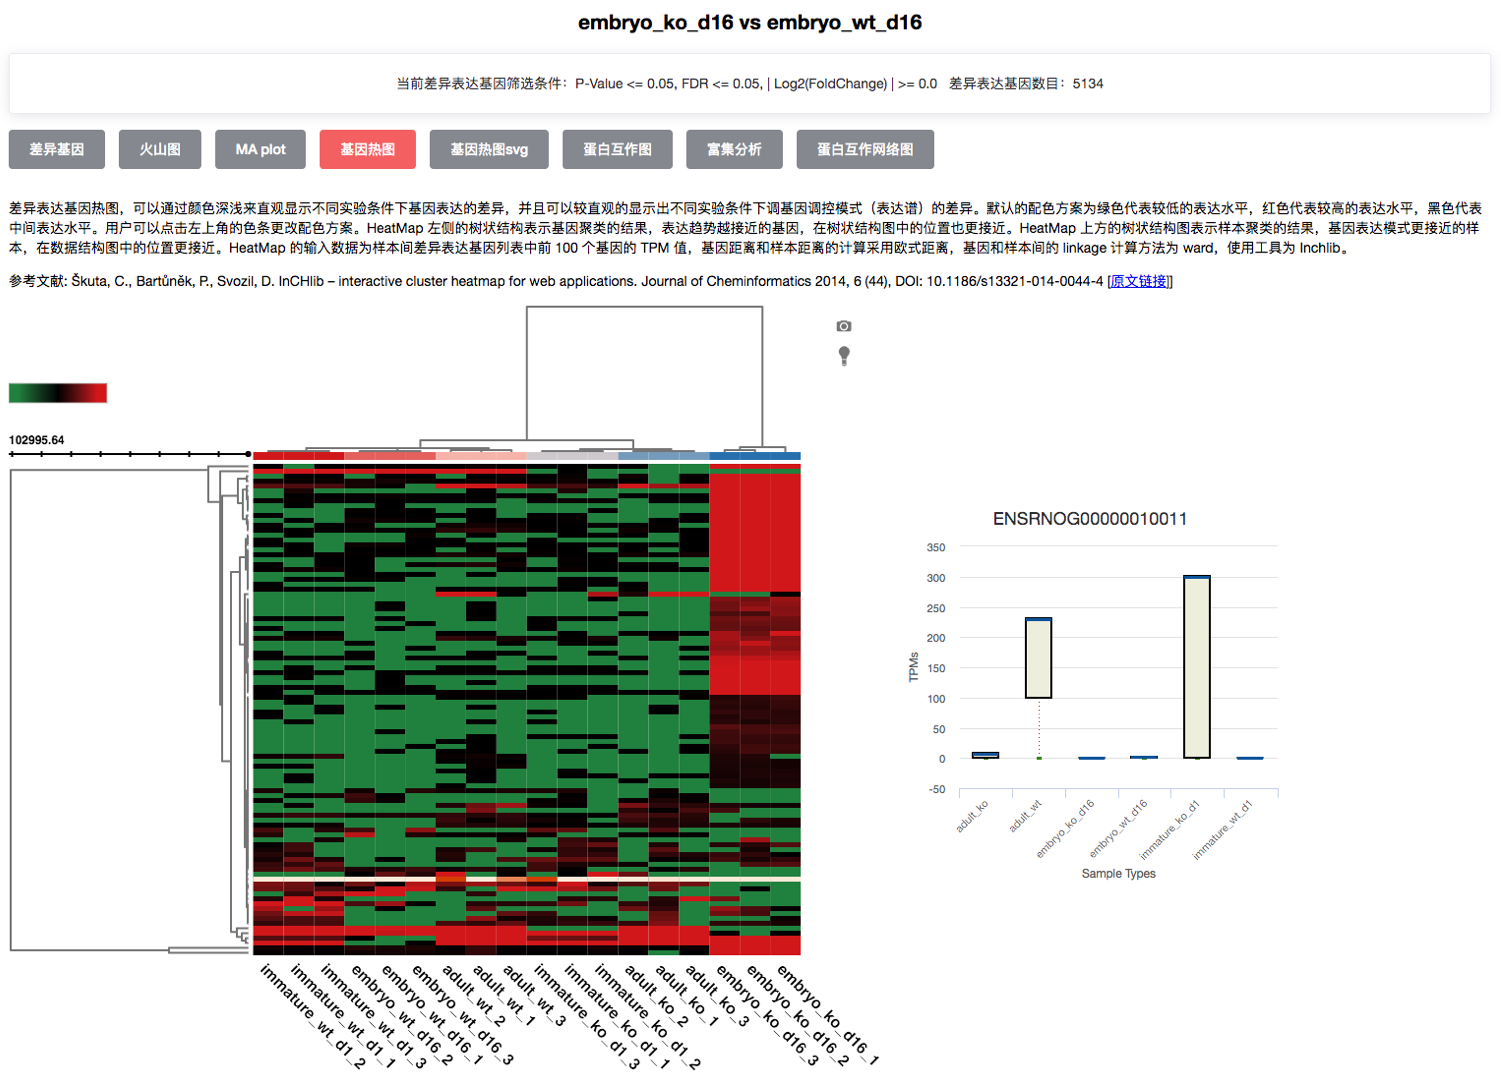 embryo_ko_d16 vs embryo_wt_d16
当前差异表达基因筛选条件：P-Value <= 0.05, FDR <= 0.05, | Log2(FoldChange) | >= 0.0 差异表达基因数目：5134
差异基因 火山图 MA plot 基因热图 基因热图svg 蛋白互作图 富集分析 蛋白互作网络图
差异表达基因热图，可以通过颜色深浅来直观显示不同实验条件下基因表达的差异，并且可以较直观的显示出不同实验条件下调基因调控模式（表达谱）的差异。默认的配色方案为绿色代表较低的表达水平，红色代表较高的表达水平，黑色代表
中间表达水平。用户可以点击左上角的色条更改配色方案。HeatMap 左侧的树状结构表示基因聚类的结果，表达趋势越接近的基因，在树状结构图中的位置也更接近。HeatMap 上方的树状结构图表示样本聚类的结果，基因表达模式更接近的样
本，在数据结构图中的位置更接近。HeatMap 的输入数据为样本间差异表达基因列表中前 100 个基因的 TPM 值，基因距离和样本距离的计算采用欧式距离，基因和样本间的 linkage 计算方法为 ward，使用工具为 Inchlib。
参考文献: Škuta, C., Bartůněk, P., Svozil, D. InCHlib – interactive cluster heatmap for web applications. Journal of Cheminformatics 2014, 6 (44), DOI: 10.1186/s13321-014-0044-4 [原文链接]]
102995.64
immature_wt_d1_2
immature_wt_d1_1
immature_wt_d1_3
embryo_wt_d16_2
embryo_wt_d16_1
embryo_wt_d16_3
adult_wt_2
adult_wt_1
adult_wt_3
immature_ko_d1_3
immature_ko_d1_1
immature_ko_d1_2
adult_ko_2
adult_ko_1
adult_ko_3
embryo_ko_d16_3
embryo_ko_d16_2
embryo_ko_d16_1
ENSRNOG00000010011
350
300
250
200
150
100
50
0
-50
TPMs
adult_ko
adult_wt
embryo_ko_d16
embryo_wt_d16
immature_ko_d1
immature_wt_d1
Sample Types